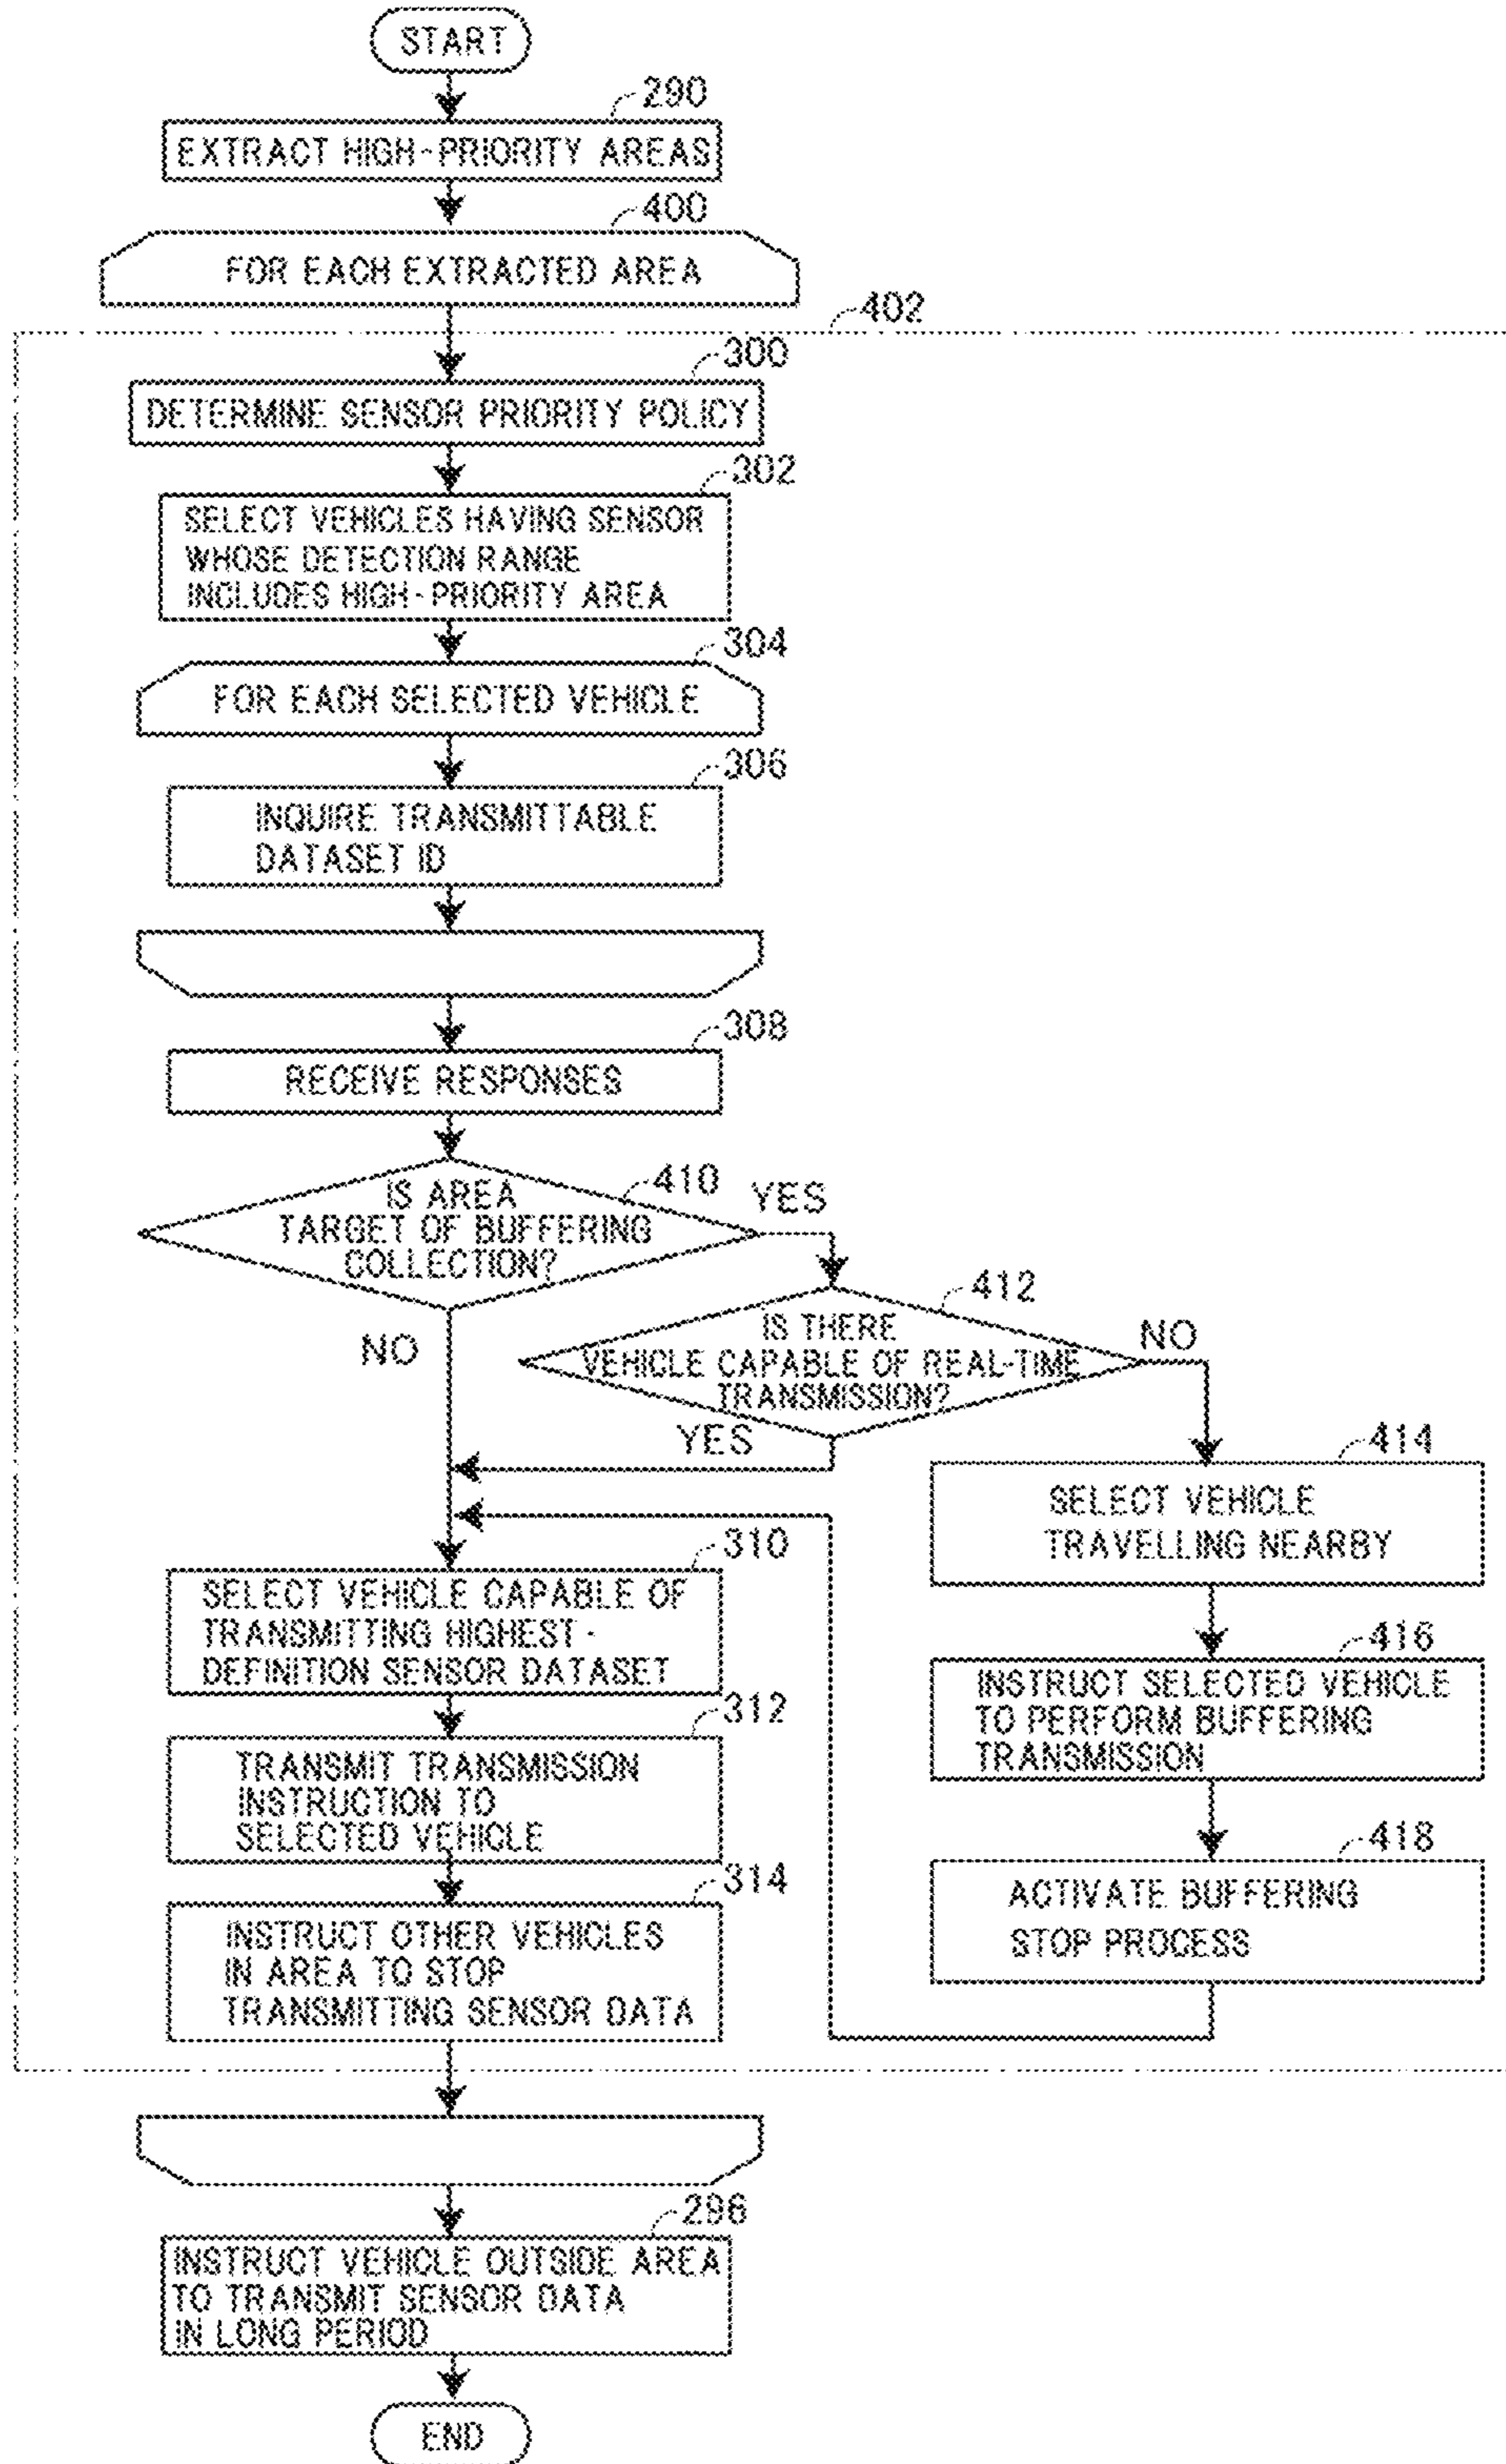 START
290
EXTRACT HIGH-PRIORITY AREAS
400
FOR EACH EXTRACTED AREA
402
300
DETERMINE SENSOR PRIORITY POLICY
302
SELECT VEHICLES HAVING SENSOR
WHOSE DETECTION RANGE
INCLUDES HIGH-PRIORITY AREA
304
FOR EACH SELECTED VEHICLE
306
INQUIRE TRANSMITTABLE
DATASET ID
308
RECEIVE RESPONSES
410
IS AREA
TARGET OF BUFFERING
COLLECTION?
YES
NO
412
IS THERE
VEHICLE CAPABLE OF REAL-TIME
TRANSMISSION?
NO
YES
414
SELECT VEHICLE
TRAVELLING NEARBY
416
INSTRUCT SELECTED VEHICLE
TO PERFORM BUFFERING
TRANSMISSION
418
ACTIVATE BUFFERING
STOP PROCESS
310
SELECT VEHICLE CAPABLE OF
TRANSMITTING HIGHEST-
DEFINITION SENSOR DATASET
312
TRANSMIT TRANSMISSION
INSTRUCTION TO
SELECTED VEHICLE
314
INSTRUCT OTHER VEHICLES
IN AREA TO STOP
TRANSMITTING SENSOR DATA
296
INSTRUCT VEHICLE OUTSIDE AREA
TO TRANSMIT SENSOR DATA
IN LONG PERIOD
END